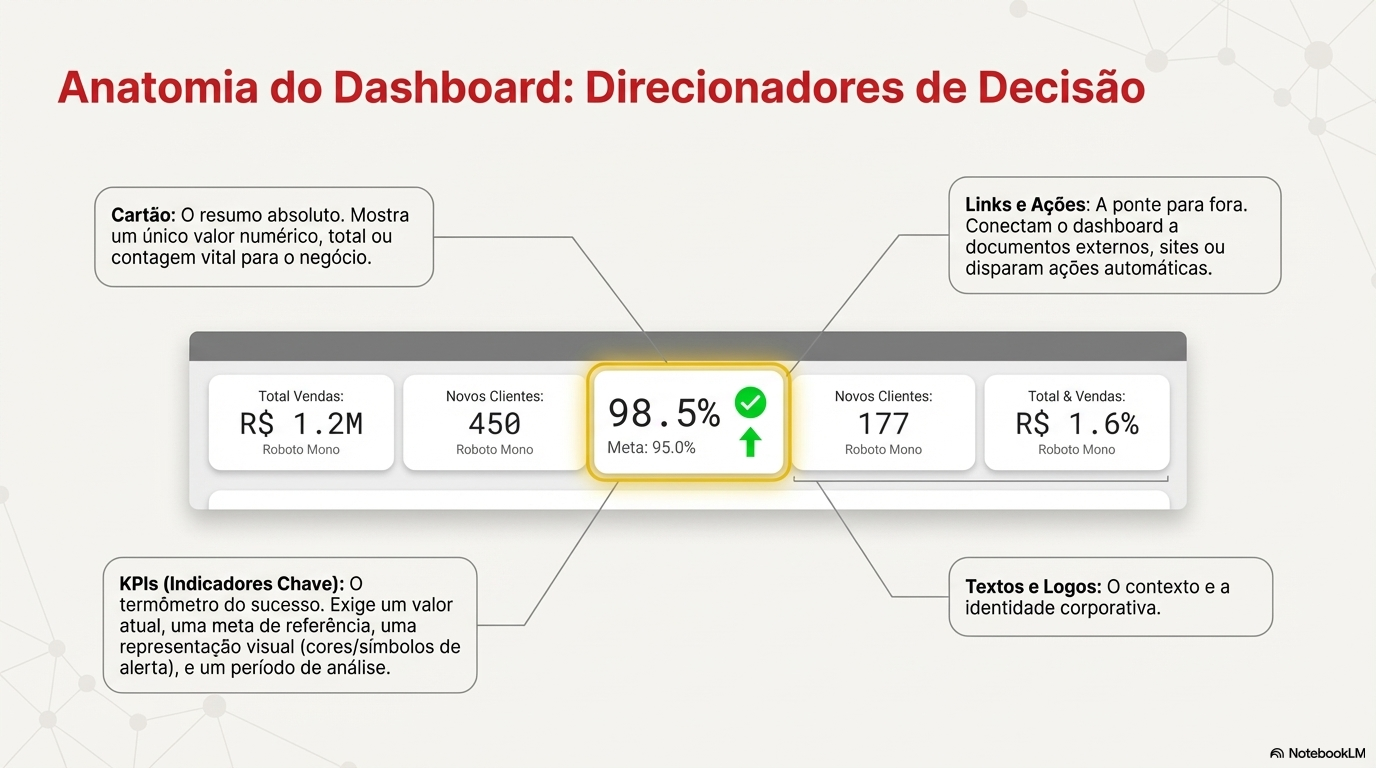 Anatomia do Dashboard: Direcionadores de Decisão
Cartão: O resumo absoluto. Mostra
um único valor numérico, total ou
contagem vital para o negócio.
Links e Ações: A ponte para fora.
Conectam o dashboard a
documentos externos, sites ou
disparam ações automáticas.
Total Vendas:
R$ 1.2M
Roboto Mono
Novos Clientes:
450
Roboto Mono
98.5%
Meta: 95.0%
Novos Clientes:
177
Roboto Mono
Total & Vendas:
R$ 1.6%
Roboto Mono
KPIs (Indicadores Chave): O
termômetro do sucesso. Exige um valor
atual, uma meta de referência, uma
representação visual (cores/símbolos de
alerta), e um período de análise.
Textos e Logos: O contexto e a
identidade corporativa.
NotebookLM